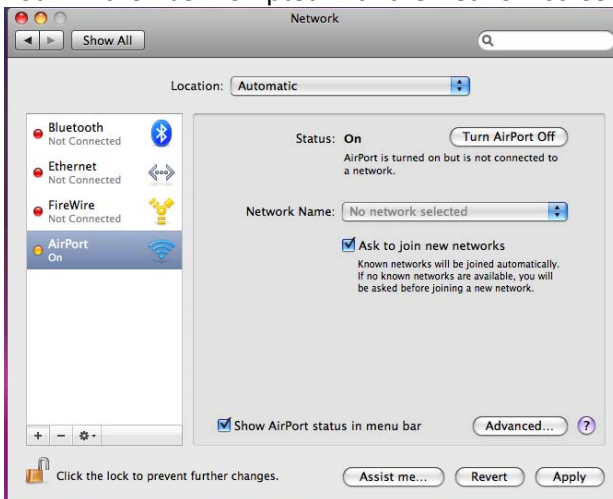 Network
Show All
Location: Automatic
Bluetooth
Not Connected
Ethernet
Not Connected
FireWire
Not Connected
AirPort
On
Status: On
Turn AirPort Off
AirPort is turned on but is not connected to
a network.
Network Name: No network selected
Ask to join new networks
Known networks will be joined automatically.
If no known networks are available, you will
be asked before joining a new network.
Show AirPort status in menu bar
Advanced...
?
Click the lock to prevent further changes.
Assist me...
Revert
Apply